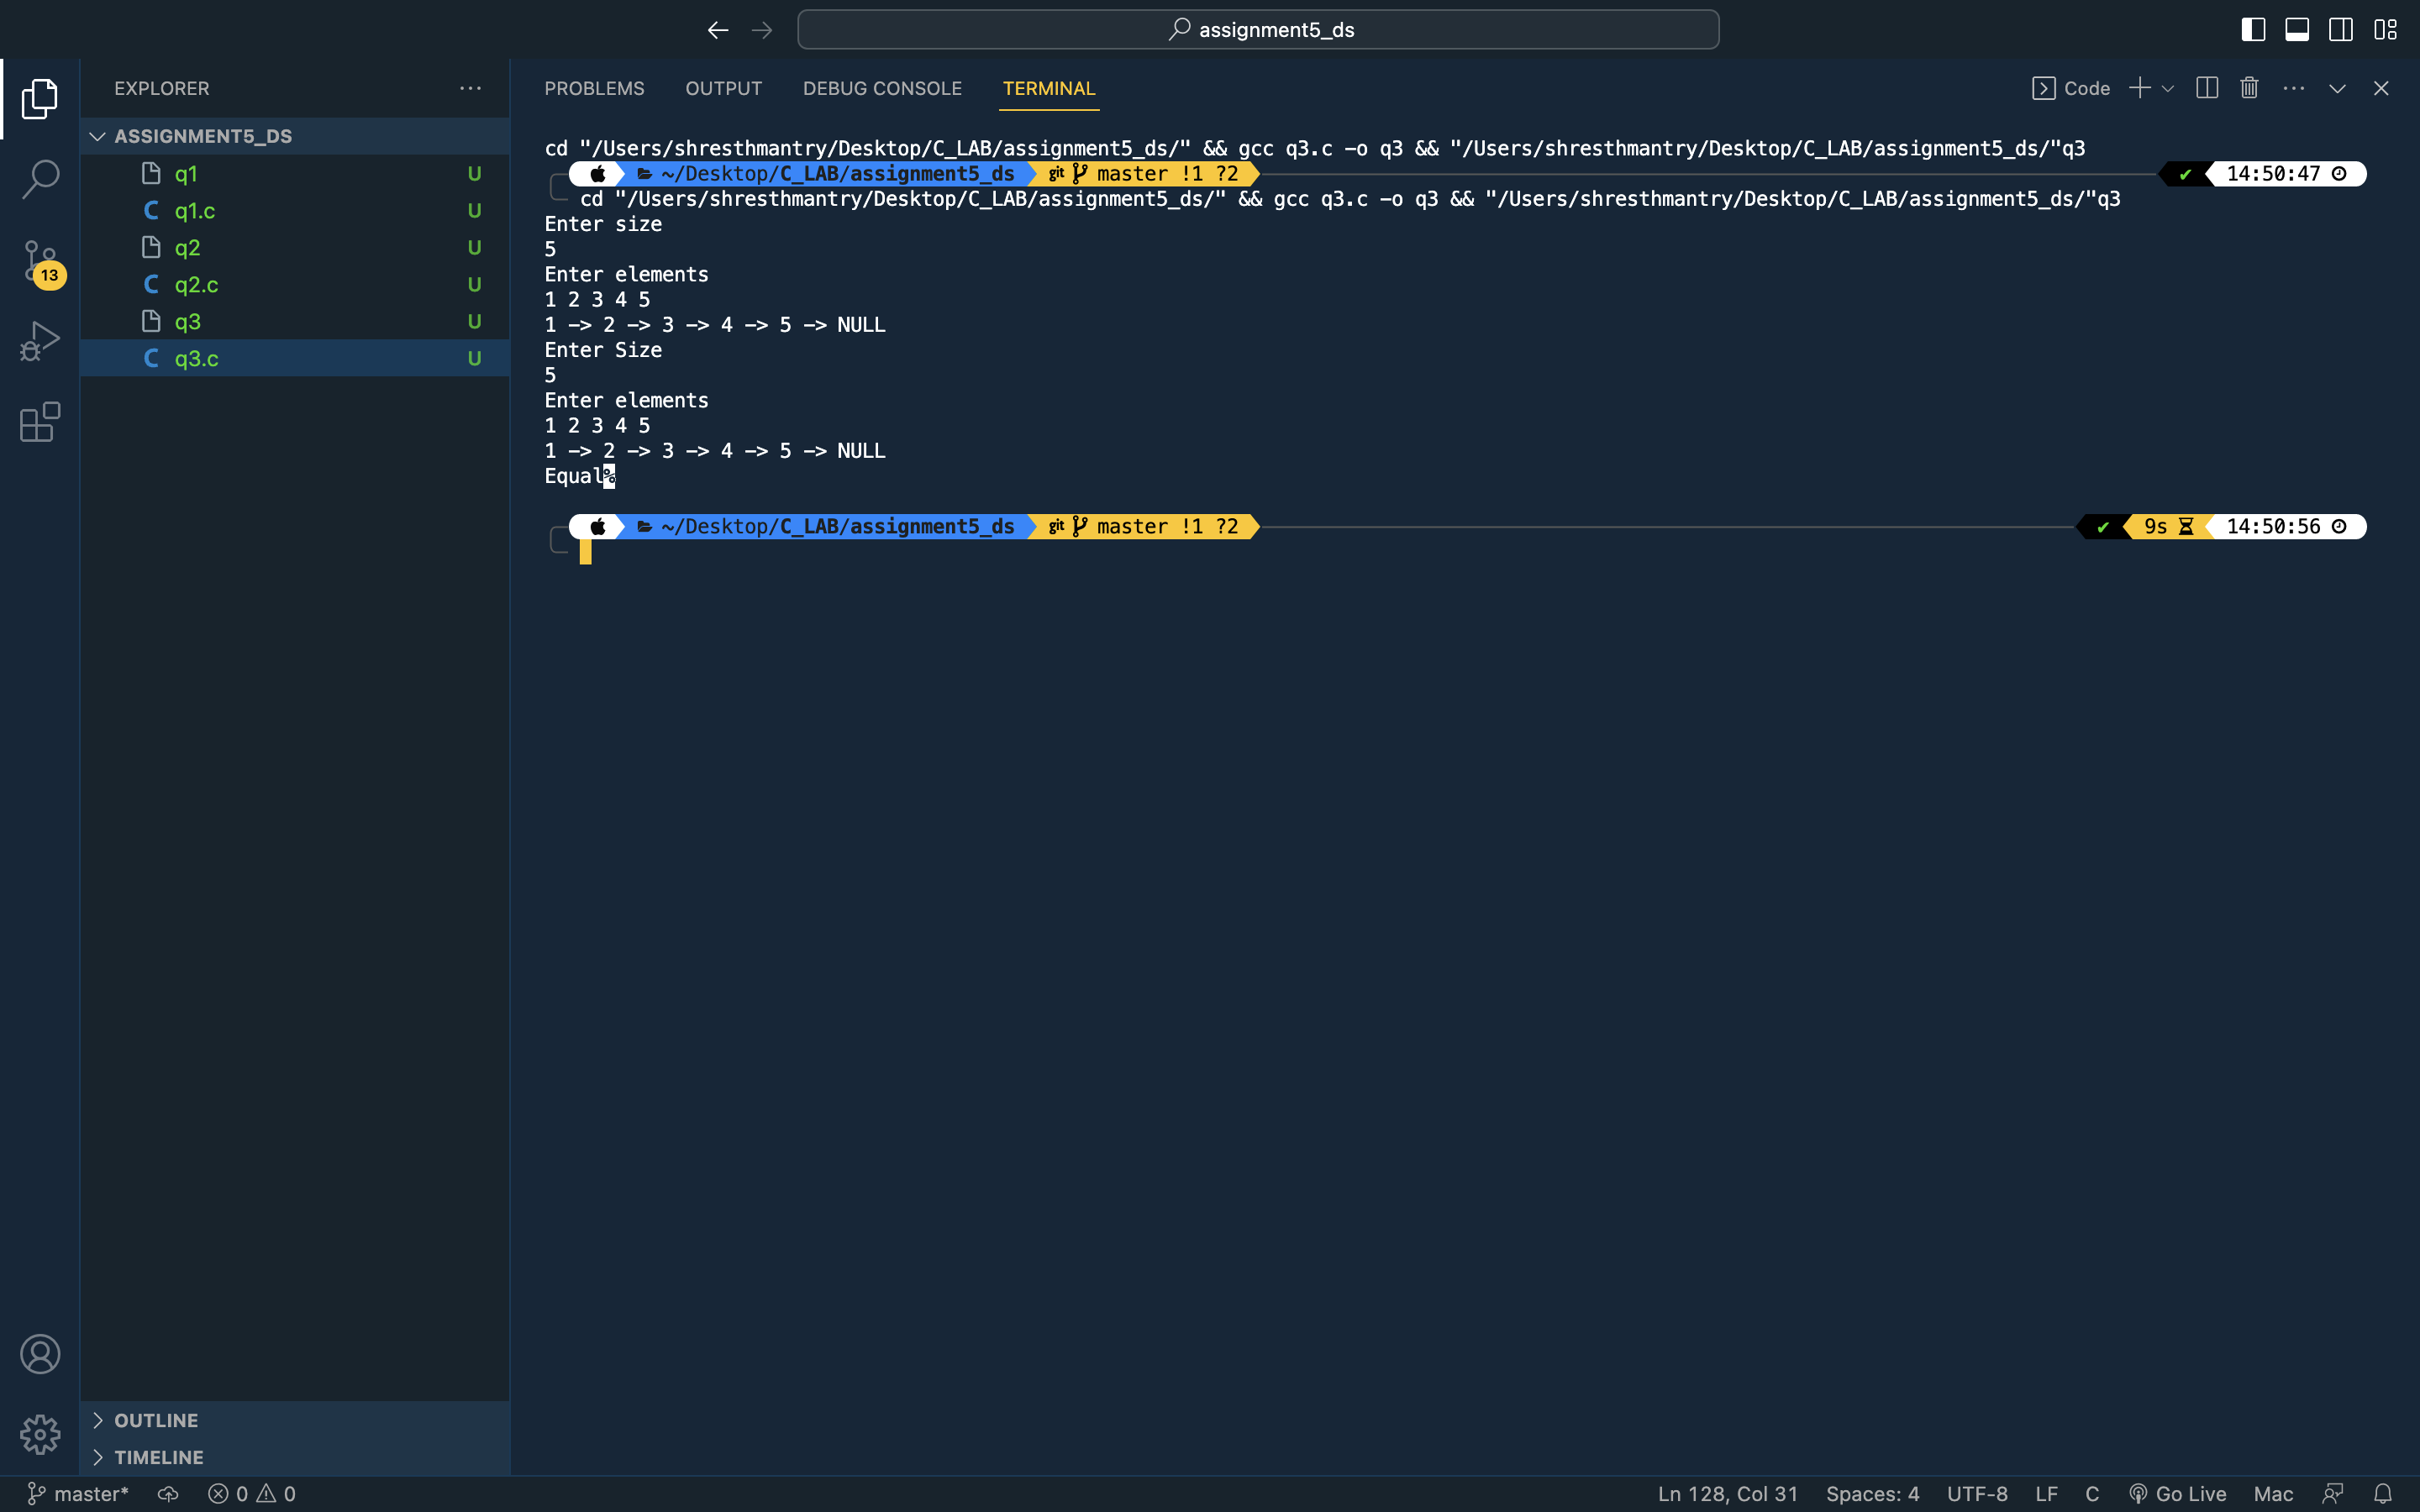 assignment5_ds
EXPLORER
ASSIGNMENT5_DS
q1 U
C q1.c U
q2 U
C q2.c U
q3 U
C q3.c U
13
OUTLINE
TIMELINE
PROBLEMS OUTPUT DEBUG CONSOLE TERMINAL
Code
cd "/Users/shresthmantry/Desktop/C_LAB/assignment5_ds/" && gcc q3.c -o q3 && "/Users/shresthmantry/Desktop/C_LAB/assignment5_ds/"q3
~/Desktop/C_LAB/assignment5_ds git master !1 ?2 ✔ 14:50:47
cd "/Users/shresthmantry/Desktop/C_LAB/assignment5_ds/" && gcc q3.c -o q3 && "/Users/shresthmantry/Desktop/C_LAB/assignment5_ds/"q3
Enter size
5
Enter elements
1 2 3 4 5
1 -> 2 -> 3 -> 4 -> 5 -> NULL
Enter Size
5
Enter elements
1 2 3 4 5
1 -> 2 -> 3 -> 4 -> 5 -> NULL
Equal%
~/Desktop/C_LAB/assignment5_ds git master !1 ?2 ✔ 9s 14:50:56
master* 0 0 Ln 128, Col 31 Spaces: 4 UTF-8 LF C Go Live Mac